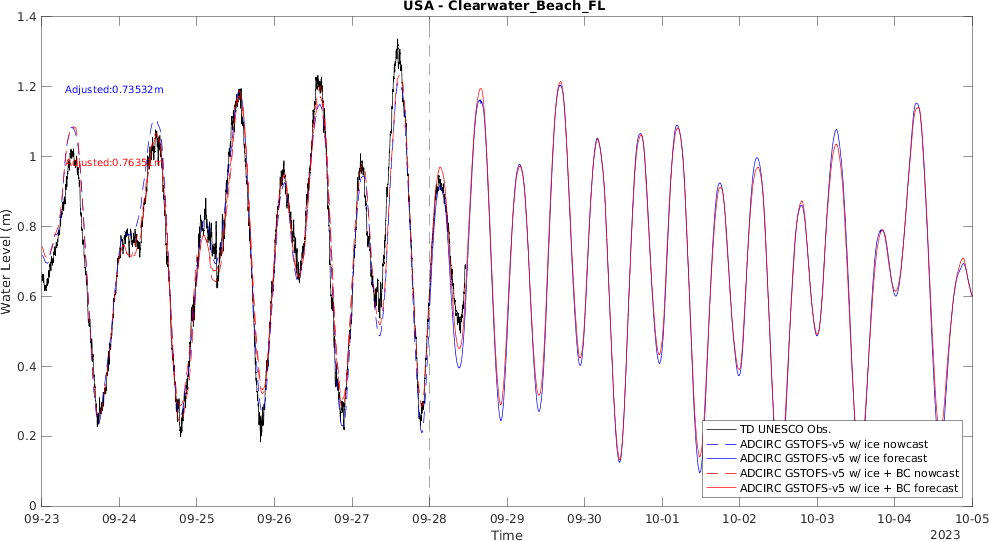 USA - Clearwater_Beach_FL
1.4
1.2
1
0.8
0.6
0.4
0.2
0
Water Level (m)
Adjusted:0.73532m
09-23
09-24
09-25
09-26
09-27
09-28
09-29
09-30
10-01
10-02
10-03
10-04
10-05
Time
2023
TD UNESCO Obs.
ADCIRC GSTOFS-v5 w/ ice nowcast
ADCIRC GSTOFS-v5 w/ ice forecast
ADCIRC GSTOFS-v5 w/ ice + BC nowcast
ADCIRC GSTOFS-v5 w/ ice + BC forecast